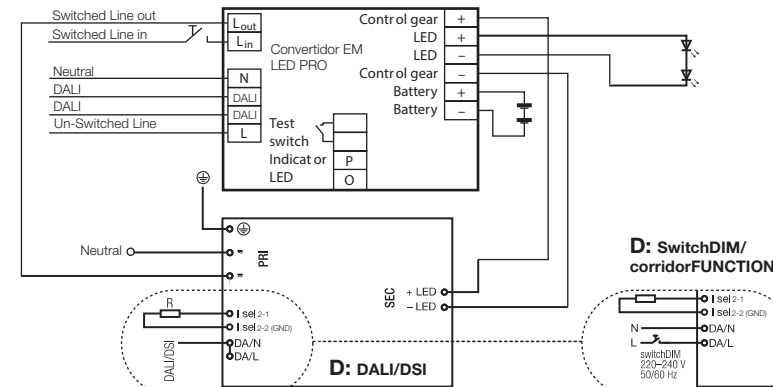 Switched Line out
Switched Line in
Neutral
DALI
DALI
Un-Switched Line
Lout
Lin
N
DALI
DALI
L
Convertidor EM
LED PRO
Test
switch
Indicat or
LED
P
O
Control gear +
LED +
LED –
Control gear –
Battery +
Battery –
Neutral
PRI
SEC
+ LED
– LED
R
I sel 2-1
I sel 2-2 (GND)
DA/N
DA/L
DALI/DSI
D: DALI/DSI
D: SwitchDIM/
corridorFUNCTION
I sel 2-1
I sel 2-2 (GND)
N
DA/N
L
DA/L
switchDIM
220–240 V
50/60 Hz